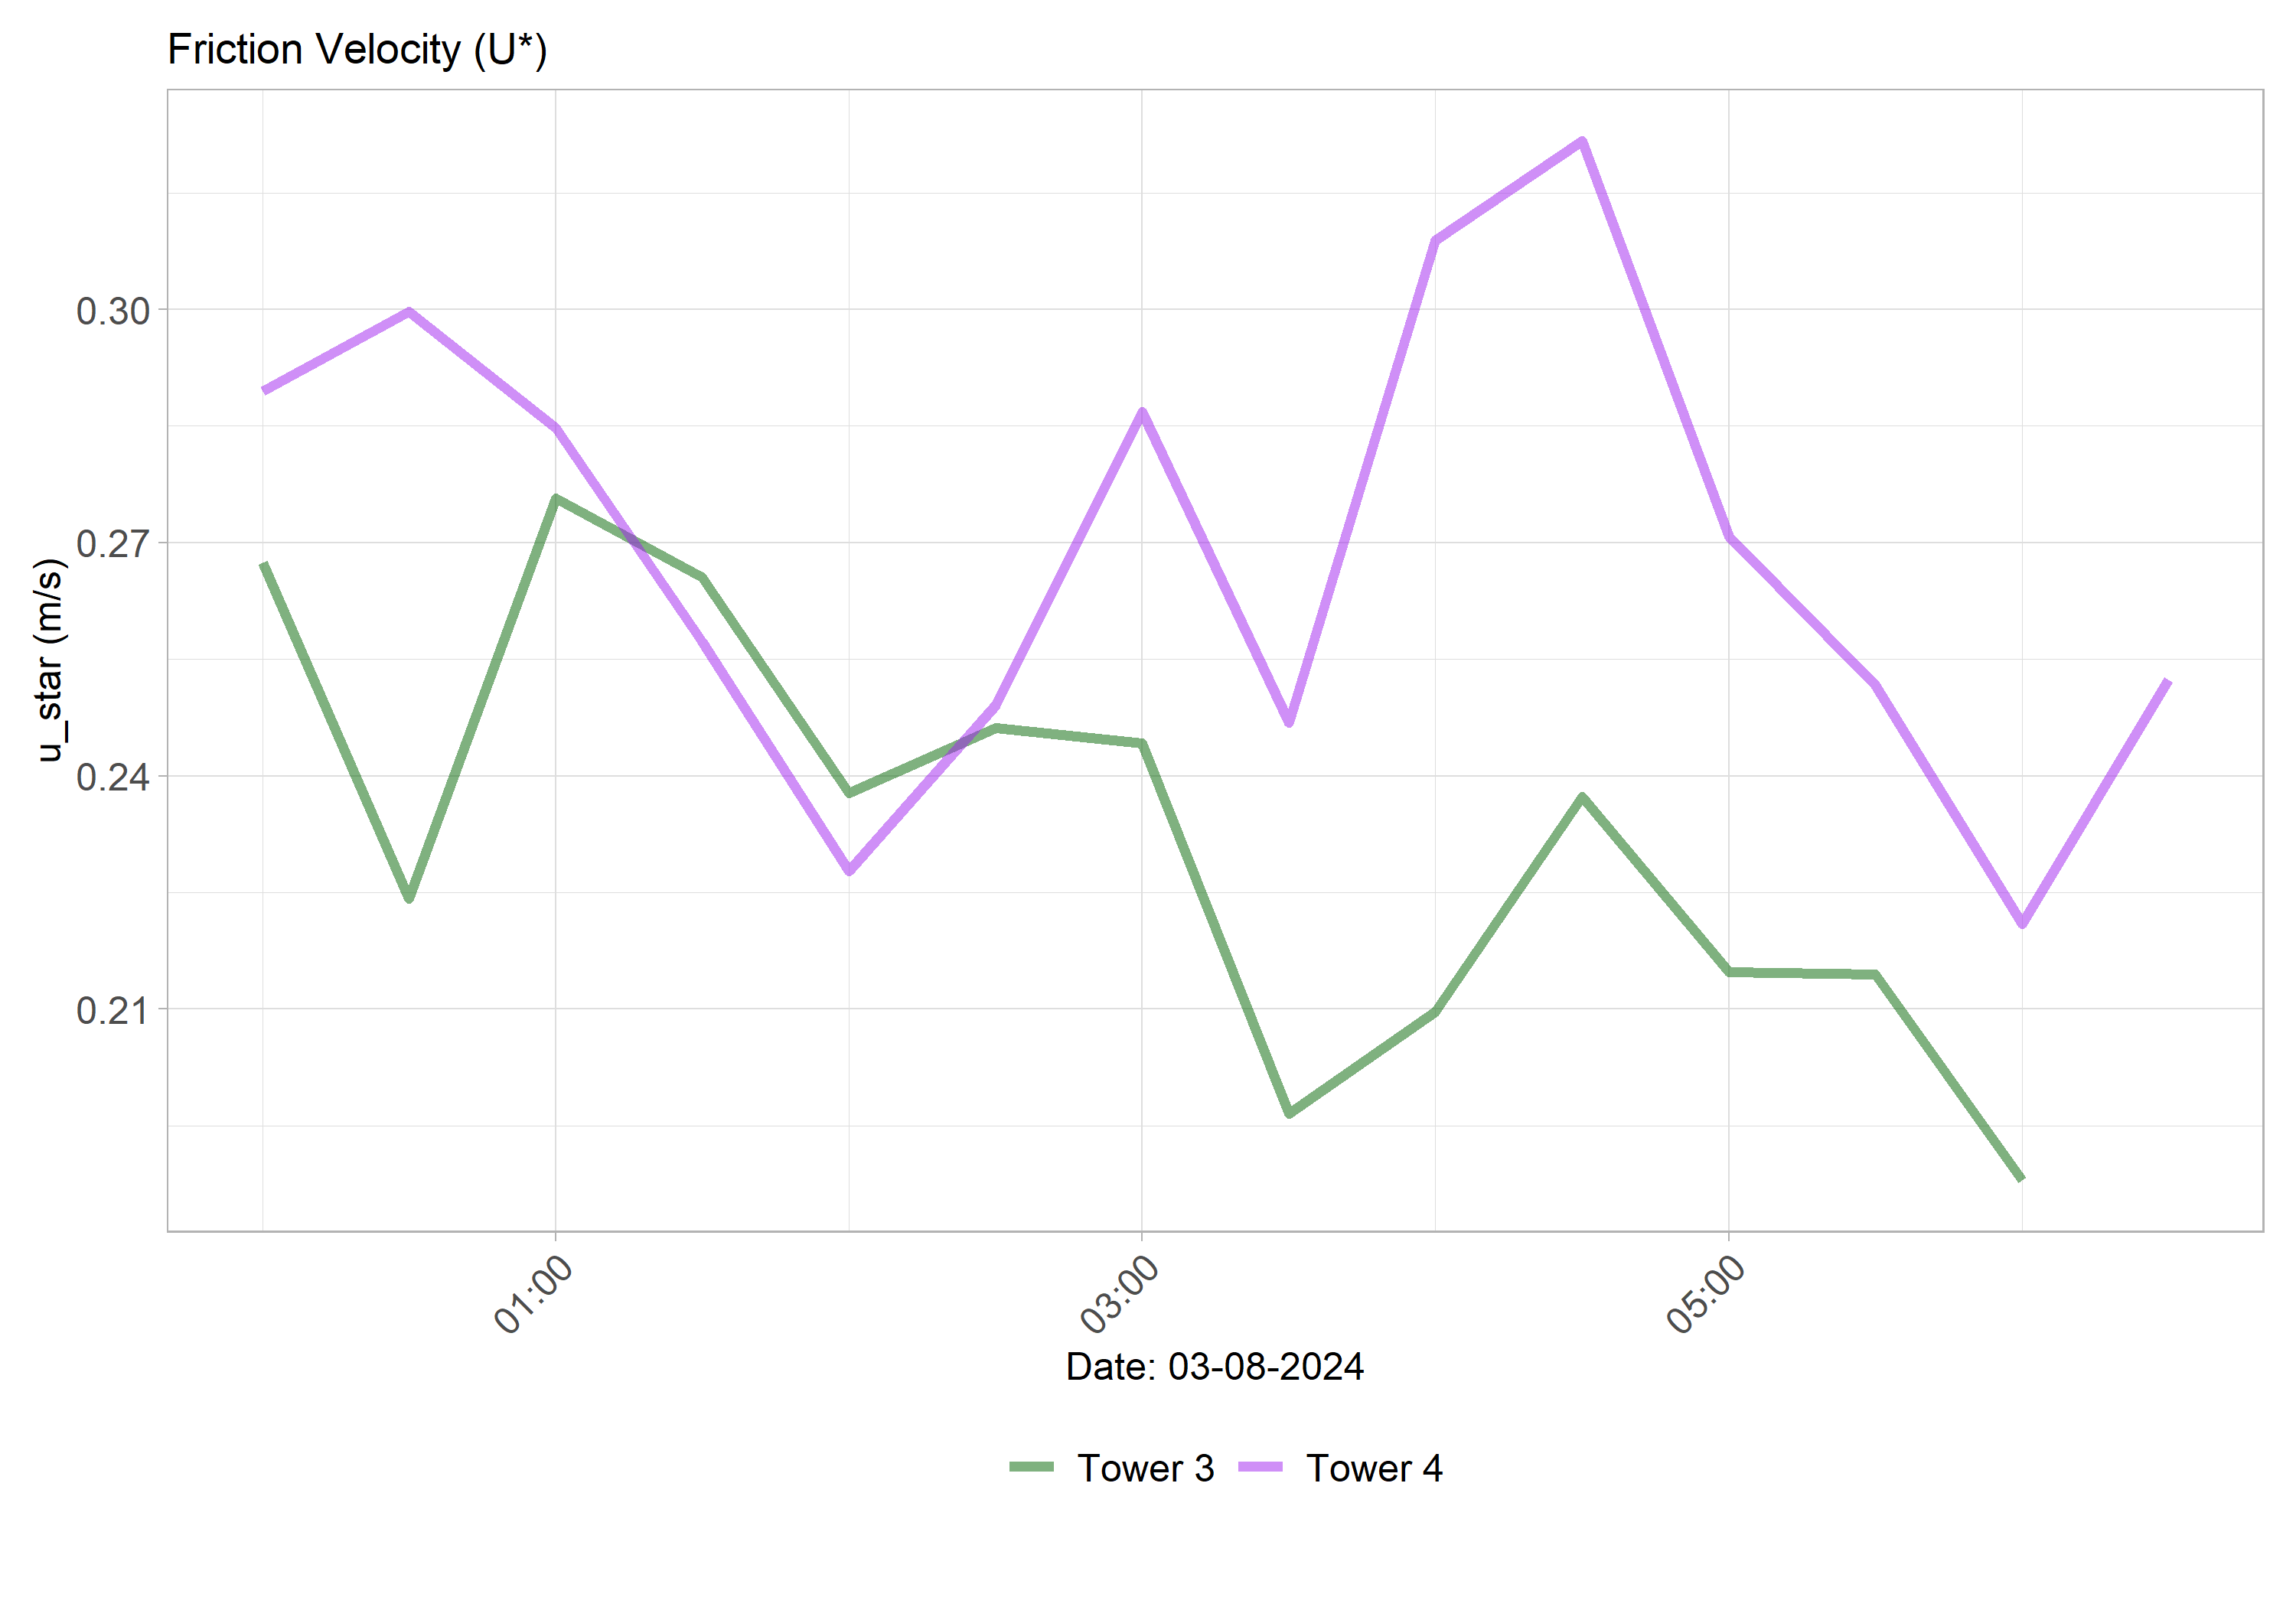 Friction Velocity (U*)
u_star (m/s)
0.30
0.27
0.24
0.21
01:00
03:00
05:00
Date: 03-08-2024
Tower 3
Tower 4